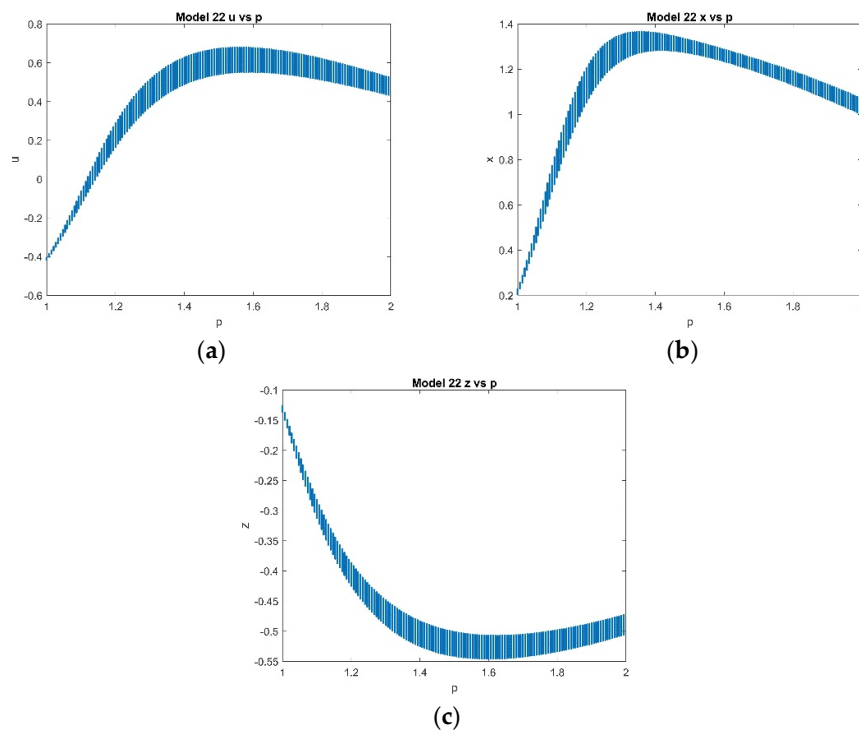 Model 22 u vs p
0.8
0.6
0.4
0.2
0
-0.2
-0.4
-0.6
u
1 1.2 1.4 1.6 1.8 2
p
(a)
Model 22 x vs p
1.4
1.2
1
0.8
0.6
0.4
0.2
x
1 1.2 1.4 1.6 1.8
p
(b)
Model 22 z vs p
-0.1
-0.15
-0.2
-0.25
-0.3
-0.35
-0.4
-0.45
-0.5
-0.55
z
1 1.2 1.4 1.6 1.8 2
p
(c)